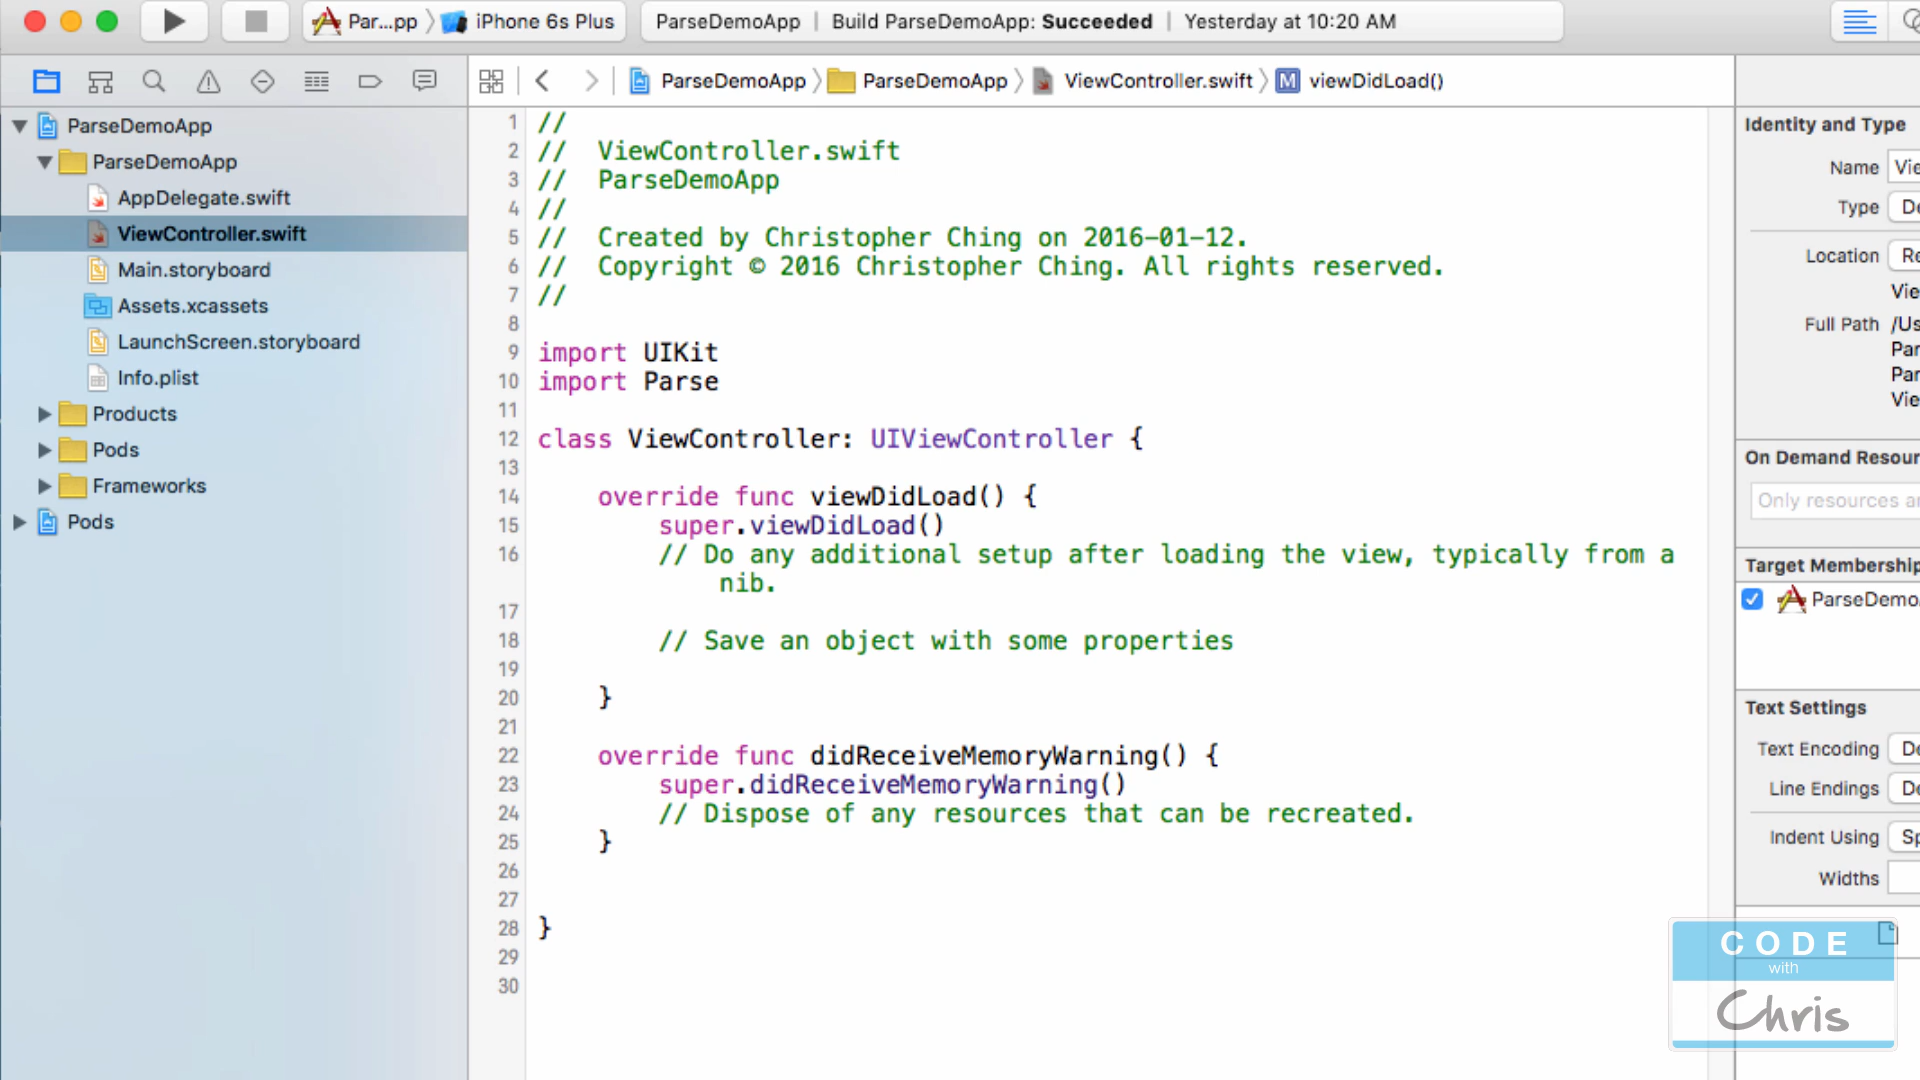 Par...pp
iPhone 6s Plus
ParseDemoApp | Build ParseDemoApp: Succeeded | Yesterday at 10:20 AM
ParseDemoApp
ParseDemoApp
ViewController.swift
M viewDidLoad()
ParseDemoApp
ParseDemoApp
AppDelegate.swift
ViewController.swift
Main.storyboard
Assets.xcassets
LaunchScreen.storyboard
Info.plist
Products
Pods
Frameworks
Pods
1 //
2 //  ViewController.swift
3 //  ParseDemoApp
4 //
5 //  Created by Christopher Ching on 2016-01-12.
6 //  Copyright © 2016 Christopher Ching. All rights reserved.
7 //
8
9 import UIKit
10 import Parse
11
12 class ViewController: UIViewController {
13
14     override func viewDidLoad() {
15         super.viewDidLoad()
16         // Do any additional setup after loading the view, typically from a
nib.
17
18         // Save an object with some properties
19
20     }
21
22     override func didReceiveMemoryWarning() {
23         super.didReceiveMemoryWarning()
24         // Dispose of any resources that can be recreated.
25     }
26
27
28 }
29
30
Identity and Type
Name Vie
Type De
Location Re
Vie
Full Path /Us
Par
Par
Vie
On Demand Resour
Only resources a
Target Membership
ParseDemo
Text Settings
Text Encoding De
Line Endings De
Indent Using Sp
Widths
CODE
with
Chris